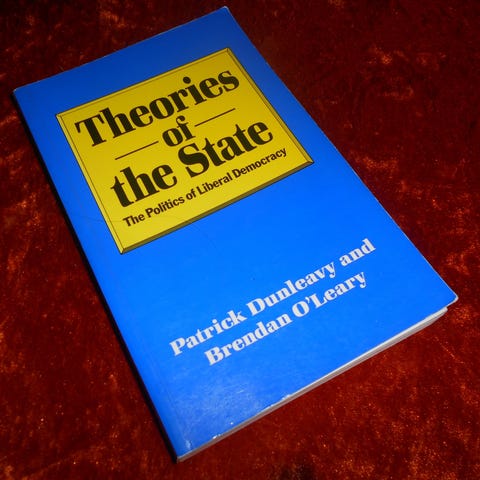 Theories
of
the State
The Politics of Liberal Democracy
Patrick Dunleavy and
Brendan O'Leary